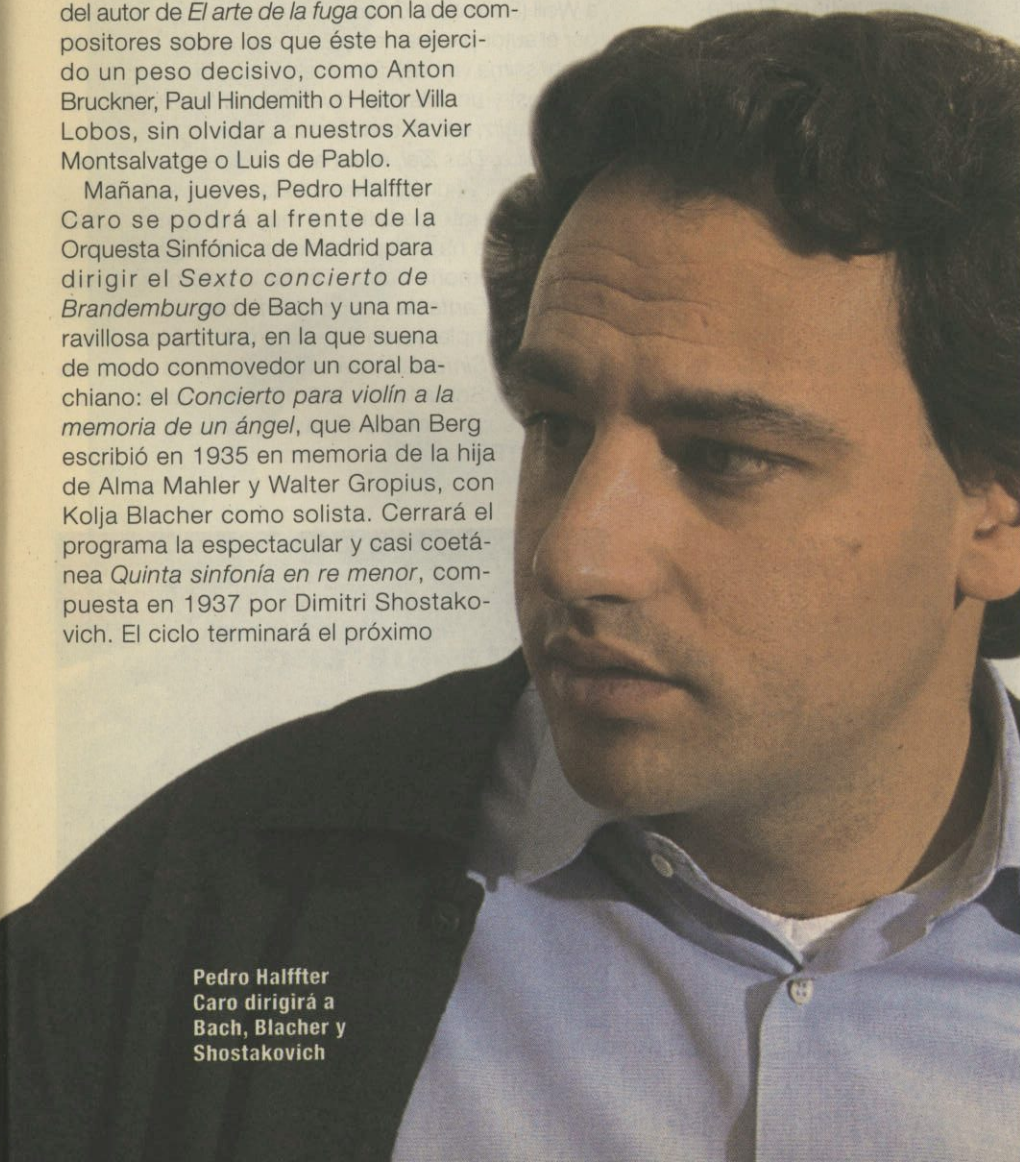 del autor de El arte de la fuga con la de com-
positores sobre los que éste ha ejerci-
do un peso decisivo, como Anton
Bruckner, Paul Hindemith o Heitor Villa
Lobos, sin olvidar a nuestros Xavier
Montsalvatge o Luis de Pablo.
Mañana, jueves, Pedro Halffter
Caro se podrá al frente de la
Orquesta Sinfónica de Madrid para
dirigir el Sexto concierto de
Brandemburgo de Bach y una ma-
ravillosa partitura, en la que suena
de modo conmovedor un coral ba-
chiano: el Concierto para violín a la
memoria de un ángel, que Alban Berg
escribió en 1935 en memoria de la hija
de Alma Mahler y Walter Gropius, con
Kolja Blacher como solista. Cerrará el
programa la espectacular y casi coetá-
nea Quinta sinfonía en re menor, com-
puesta en 1937 por Dimitri Shostako-
vich. El ciclo terminará el próximo
Pedro Halffter
Caro dirigirá a
Bach, Blacher y
Shostakovich